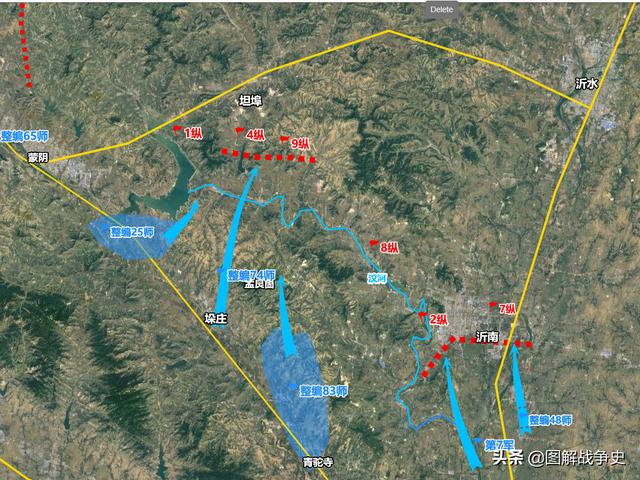 Delete
沂水
坦埠
1纵
4纵
9纵
整编65师
蒙阴
整编25师
8纵
整编74师
孟良崮
汶河
垛庄
2纵
7纵
沂南
整编83师
整编48师
第7军
青驼寺
头条 @图解战争史